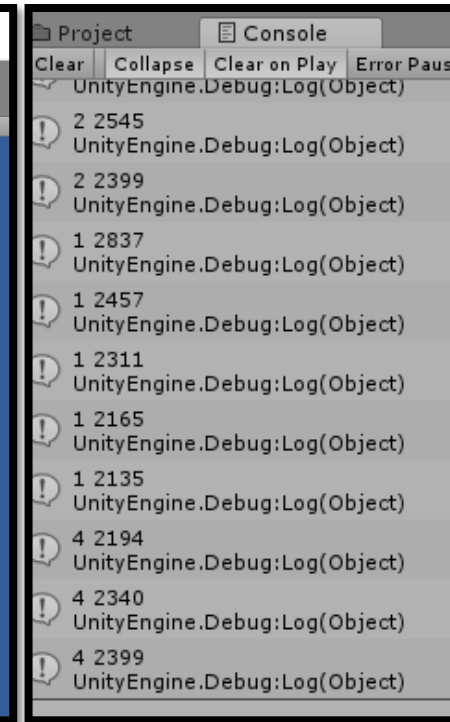 Project
Console
Clear
Collapse
Clear on Play
Error Paus
UnityEngine.Debug:Log(Object)
2 2545
UnityEngine.Debug:Log(Object)
2 2399
UnityEngine.Debug:Log(Object)
1 2837
UnityEngine.Debug:Log(Object)
1 2457
UnityEngine.Debug:Log(Object)
1 2311
UnityEngine.Debug:Log(Object)
1 2165
UnityEngine.Debug:Log(Object)
1 2135
UnityEngine.Debug:Log(Object)
4 2194
UnityEngine.Debug:Log(Object)
4 2340
UnityEngine.Debug:Log(Object)
4 2399
UnityEngine.Debug:Log(Object)